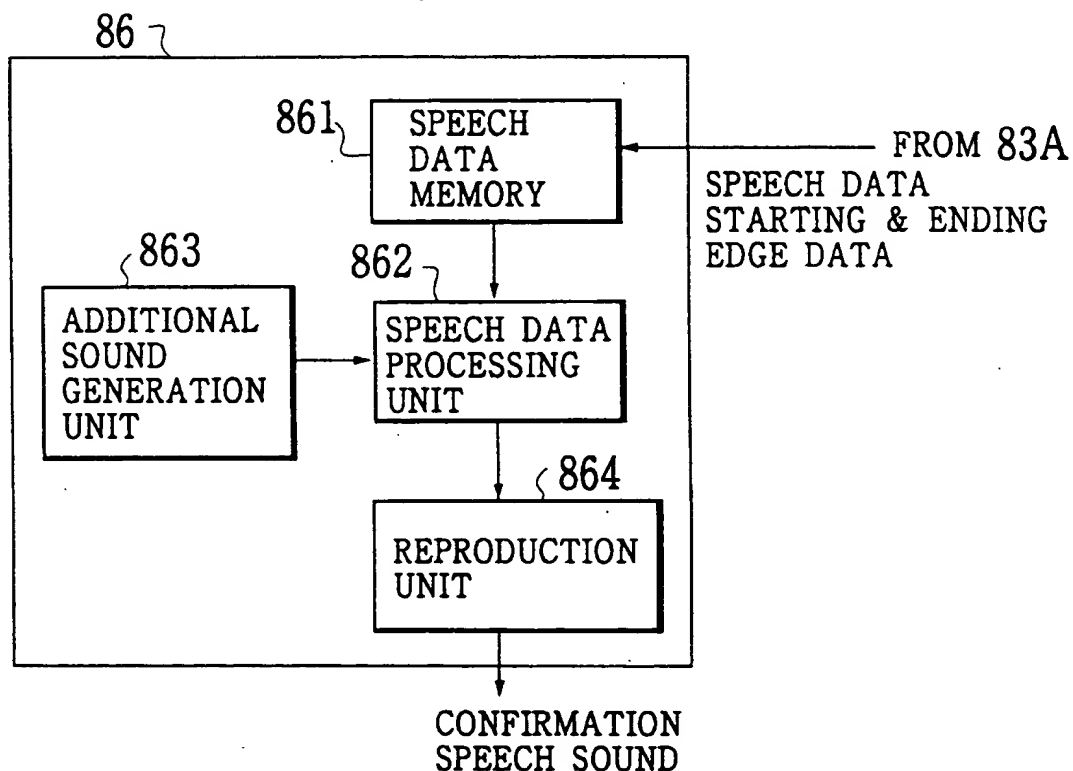 86
861
SPEECH
DATA
MEMORY
FROM 83A
SPEECH DATA
STARTING & ENDING
EDGE DATA
863
ADDITIONAL
SOUND
GENERATION
UNIT
862
SPEECH DATA
PROCESSING
UNIT
864
REPRODUCTION
UNIT
CONFIRMATION
SPEECH SOUND